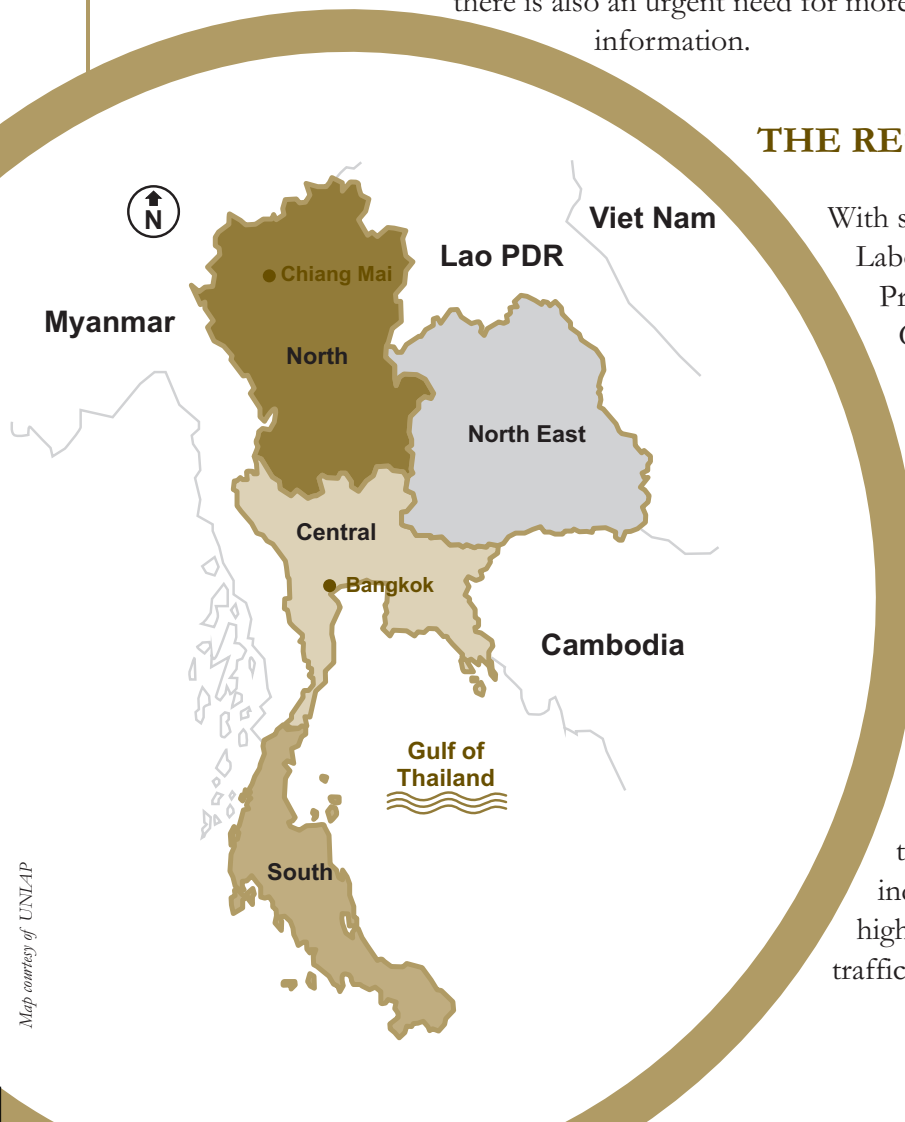 there is also an urgent need for more
information.
THE RE
With s
Labo
Pr
N
Viet Nam
Lao PDR
Chiang Mai
Myanmar
North
North East
Central
Bangkok
Cambodia
Gulf of
Thailand
South
t
inc
high
traffic
Map courtesy of UNIAP